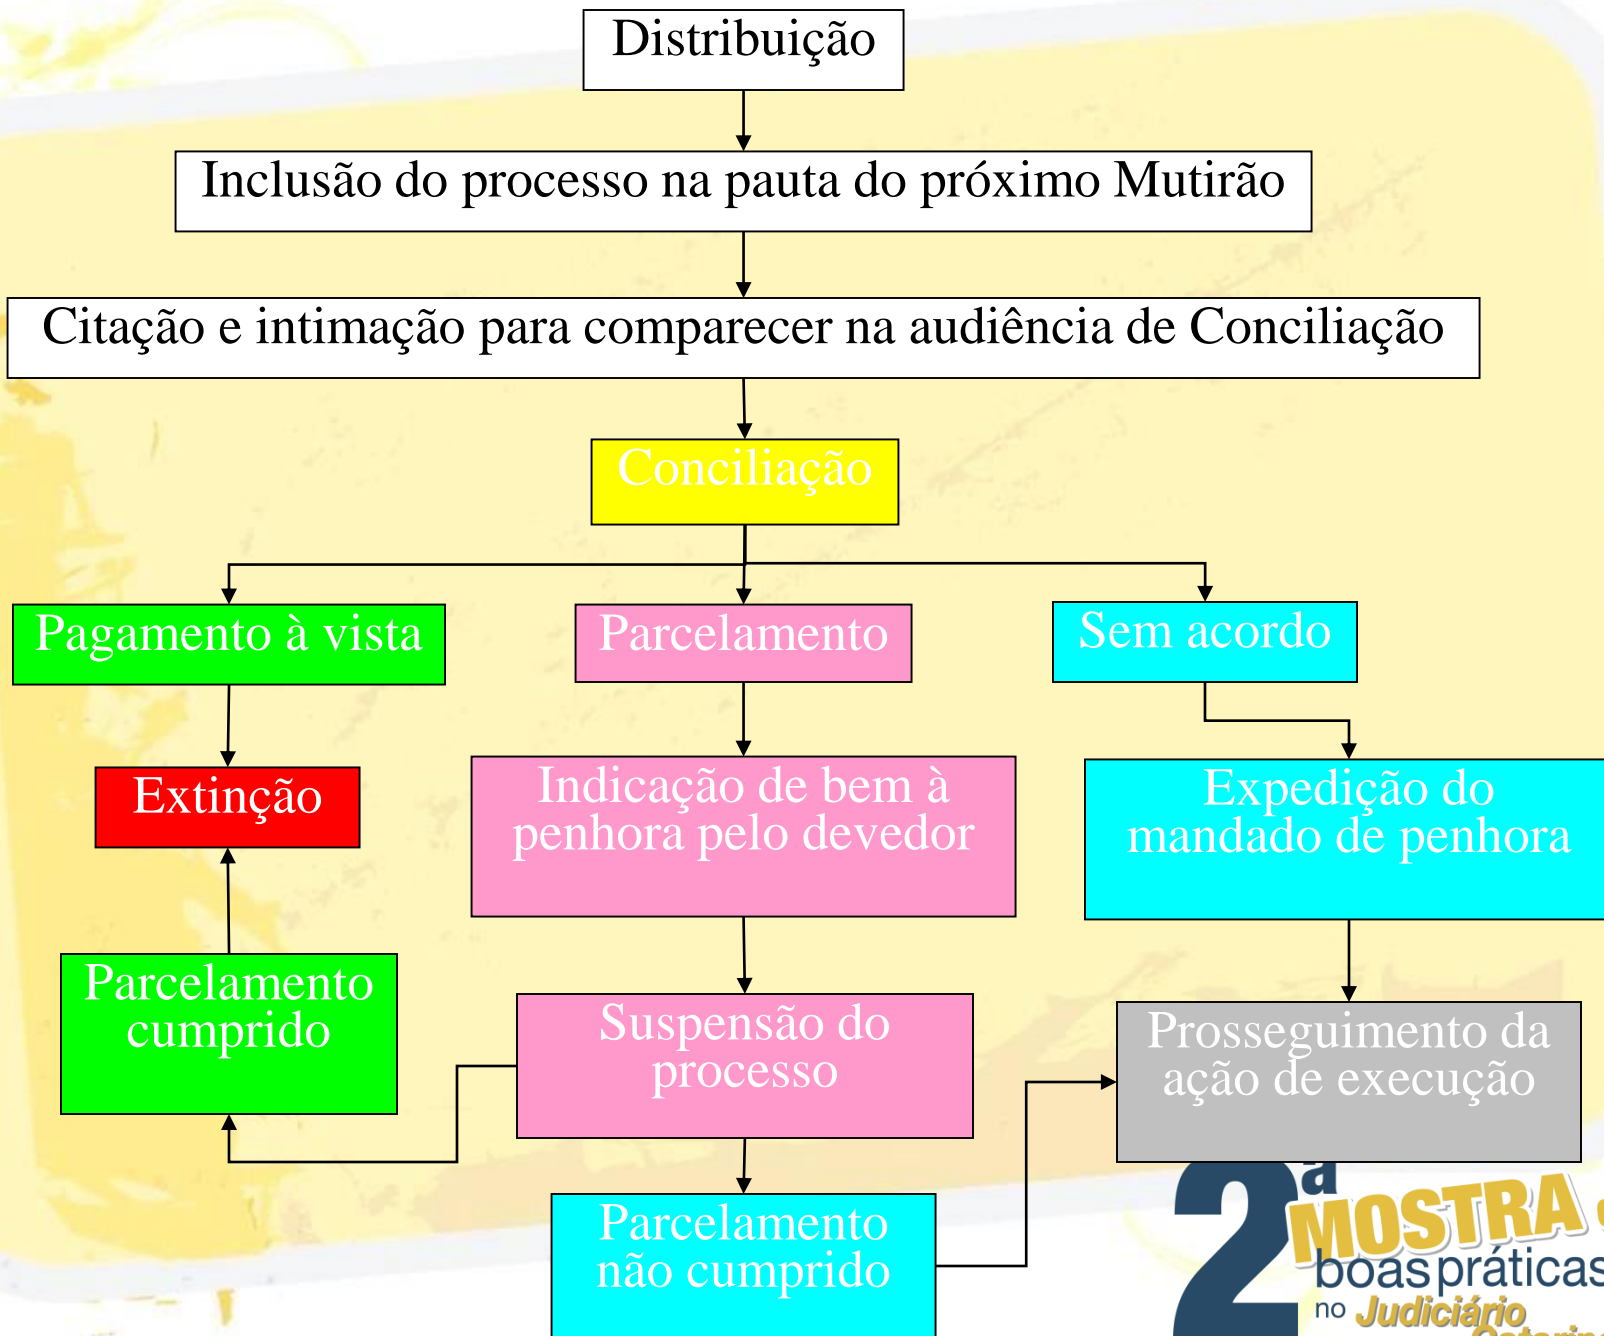 Distribuição
Inclusão do processo na pauta do próximo Mutirão
Citação e intimação para comparecer na audiência de Conciliação
Conciliação
Pagamento à vista
Parcelamento
Sem acordo
Extinção
Indicação de bem à
penhora pelo devedor
Expedição do
mandado de penhora
Parcelamento
cumprido
Suspensão do
processo
Prosseguimento da
ação de execução
Parcelamento
não cumprido
2ª
MOSTRA
boas práticas
no Judiciário